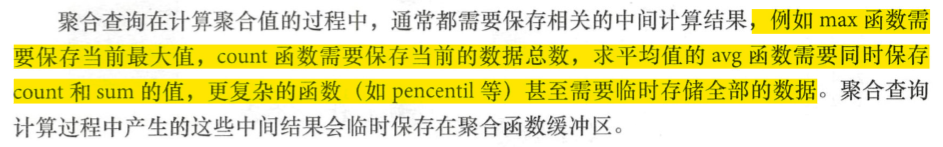 聚合查询在计算聚合值的过程中，通常都需要保存相关的中间计算结果，例如 max 函数需
要保存当前最大值，count 函数需要保存当前的数据总数，求平均值的 avg 函数需要同时保存
count 和 sum 的值，更复杂的函数（如 pencentil 等）甚至需要临时存储全部的数据。聚合查询
计算过程中产生的这些中间结果会临时保存在聚合函数缓冲区。